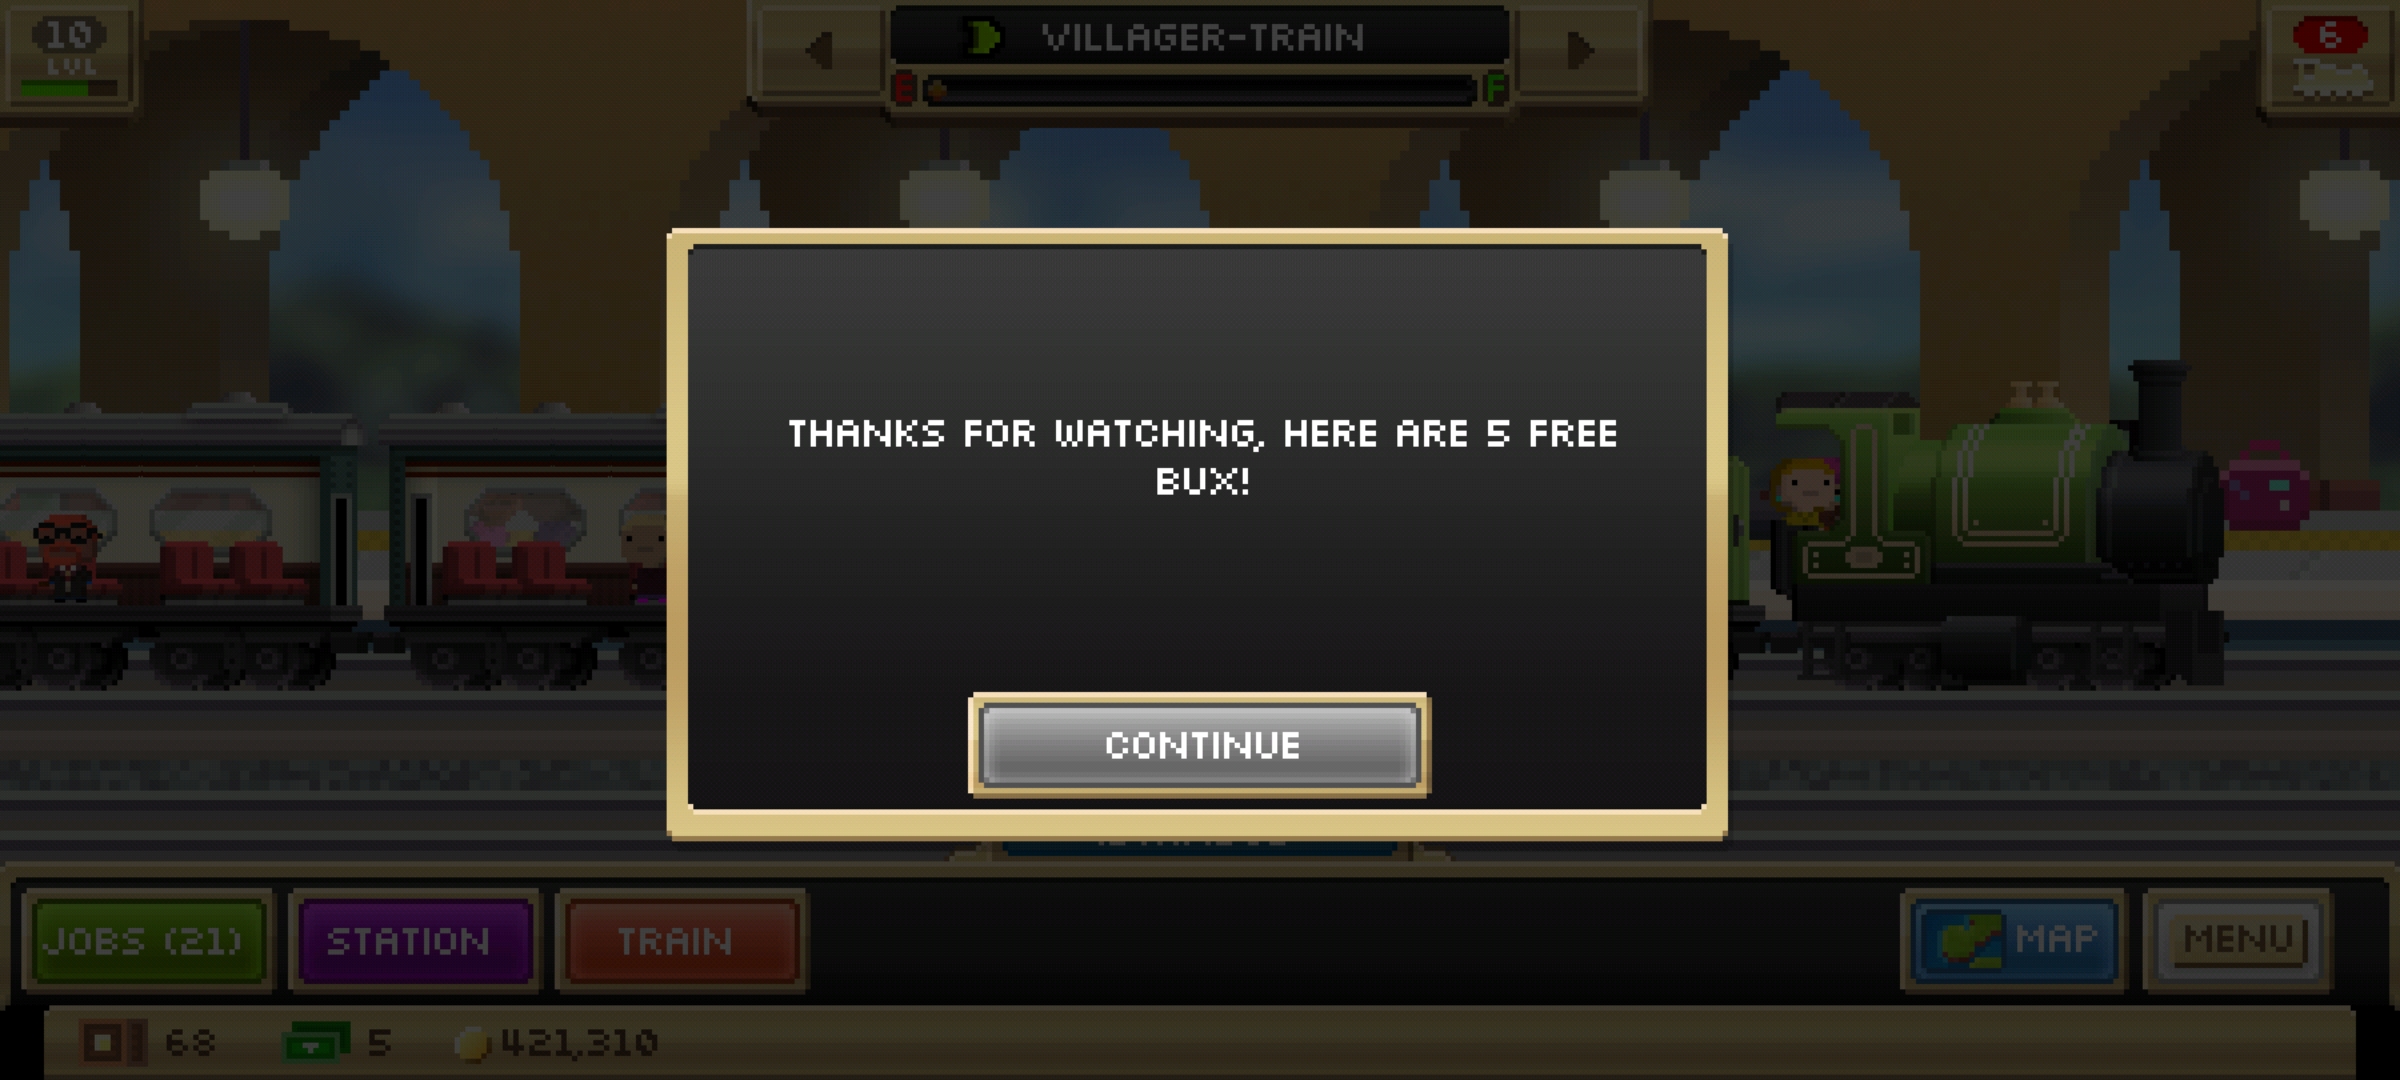 10
LVL
VILLAGER-TRAIN
E F
6
THANKS FOR WATCHING, HERE ARE 5 FREE
BUX!
CONTINUE
JOBS (21)
STATION
TRAIN
MAP
MENU
68
5
421,310